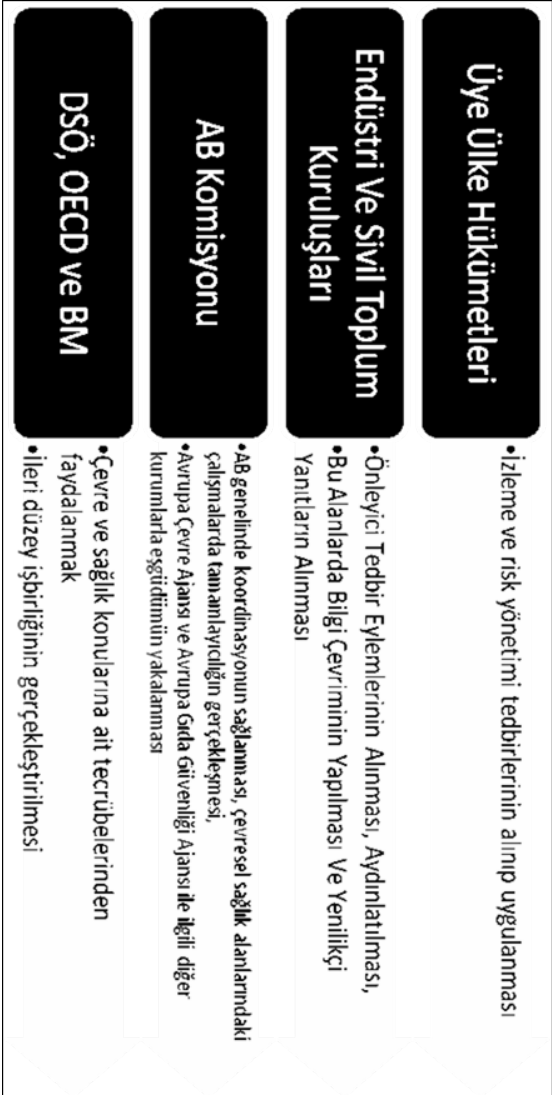 Üye Ülke Hükümetleri
•İzleme ve risk yönetimi tedbirlerinin alınıp uygulanması
Endüstri Ve Sivil Toplum
Kuruluşları
•Önleyici Tedbir Eylemlerinin Alınması, Aydınlatılması,
•Bu Alanlarda Bilgi Çevriminin Yapılması Ve Yenilikçi
Yanıtların Alınması
AB Komisyonu
•AB genelinde koordinasyonun sağlanması, çevresel sağlık alanlarındaki
çalışmalarda tamamlayıcılığın gerçekleşmesi,
•Avrupa Çevre Ajansı ve Avrupa Gıda Güvenliği Ajansı ile ilgili diğer
kurumlarla eşgüdümün yakalanması
DSÖ, OECD ve BM
•Çevre ve sağlık konularına ait tecrübelerinden
faydalanmak
•İleri düzey işbirliğinin gerçekleştirilmesi